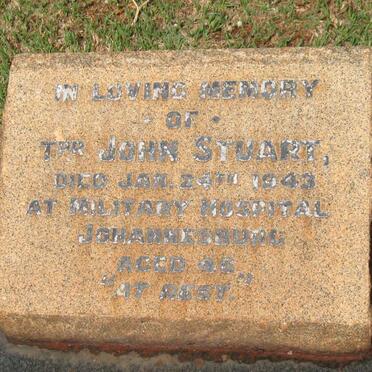 IN LOVING MEMORY
· OF ·
TPR JOHN STUART,
DIED JAN. 24TH 1943
AT MILITARY HOSPITAL
JOHANNESBURG
AGED 46
"AT REST."